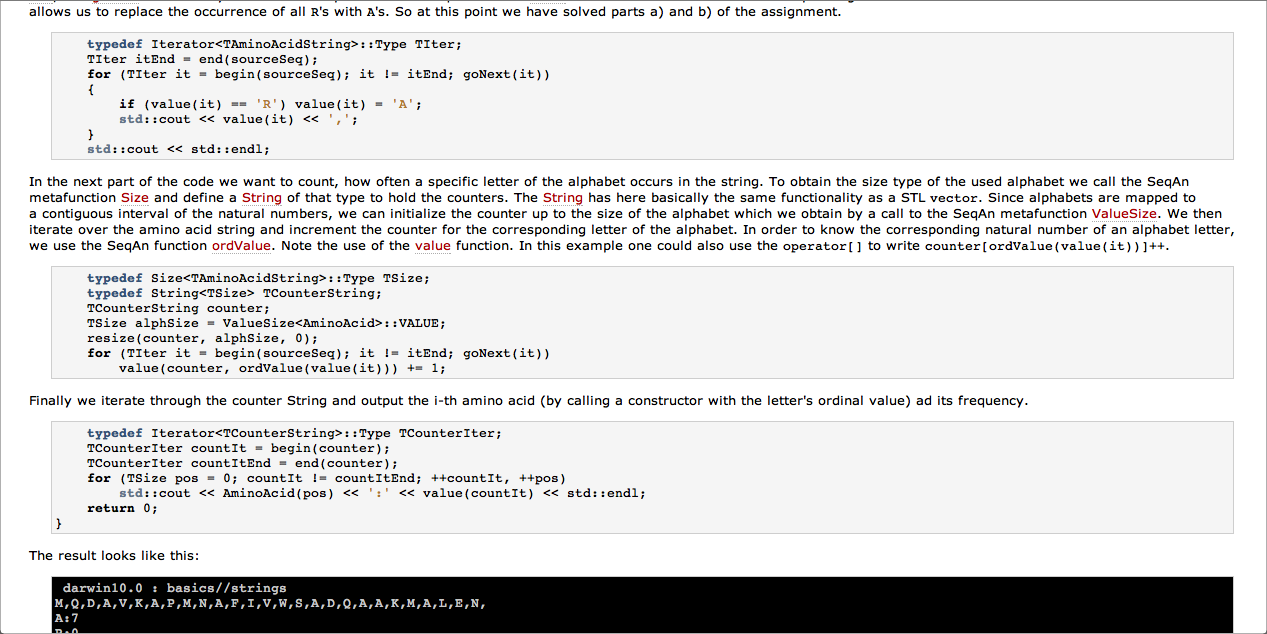 allows us to replace the occurrence of all R's with A's. So at this point we have solved parts a) and b) of the assignment.
typedef Iterator<TAminoAcidString>::Type TIter;
TIter itEnd = end(sourceSeq);
for (TIter it = begin(sourceSeq); it != itEnd; goNext(it))
{
if (value(it) == 'R') value(it) = 'A';
std::cout << value(it) << ',';
}
std::cout << std::endl;
In the next part of the code we want to count, how often a specific letter of the alphabet occurs in the string. To obtain the size type of the used alphabet we call the SeqAn
metafunction Size and define a String of that type to hold the counters. The String has here basically the same functionality as a STL vector. Since alphabets are mapped to
a contiguous interval of the natural numbers, we can initialize the counter up to the size of the alphabet which we obtain by a call to the SeqAn metafunction ValueSize. We then
iterate over the amino acid string and increment the counter for the corresponding letter of the alphabet. In order to know the corresponding natural number of an alphabet letter,
we use the SeqAn function ordValue. Note the use of the value function. In this example one could also use the operator[] to write counter[ordValue(value(it))]++.
typedef Size<TAminoAcidString>::Type TSize;
typedef String<TSize> TCounterString;
TCounterString counter;
TSize alphSize = ValueSize<AminoAcid>::VALUE;
resize(counter, alphSize, 0);
for (TIter it = begin(sourceSeq); it != itEnd; goNext(it))
value(counter, ordValue(value(it))) += 1;
Finally we iterate through the counter String and output the i-th amino acid (by calling a constructor with the letter's ordinal value) ad its frequency.
typedef Iterator<TCounterString>::Type TCounterIter;
TCounterIter countIt = begin(counter);
TCounterIter countItEnd = end(counter);
for (TSize pos = 0; countIt != countItEnd; ++countIt, ++pos)
std::cout << AminoAcid(pos) << ':' << value(countIt) << std::endl;
return 0;
}
The result looks like this:
darwin10.0 : basics//strings
M,Q,D,A,V,K,A,P,M,N,A,F,I,V,W,S,A,D,Q,A,A,K,M,A,L,E,N,
A:7